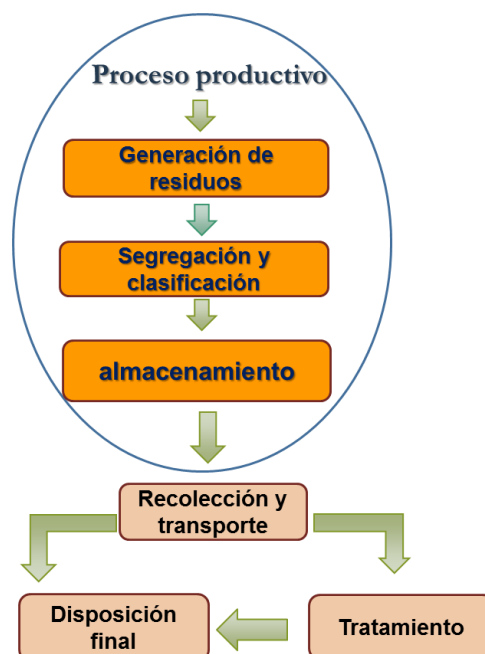 Proceso productivo
Generación de
residuos
Segregación y
clasificación
almacenamiento
Recolección y
transporte
Disposición
final
Tratamiento